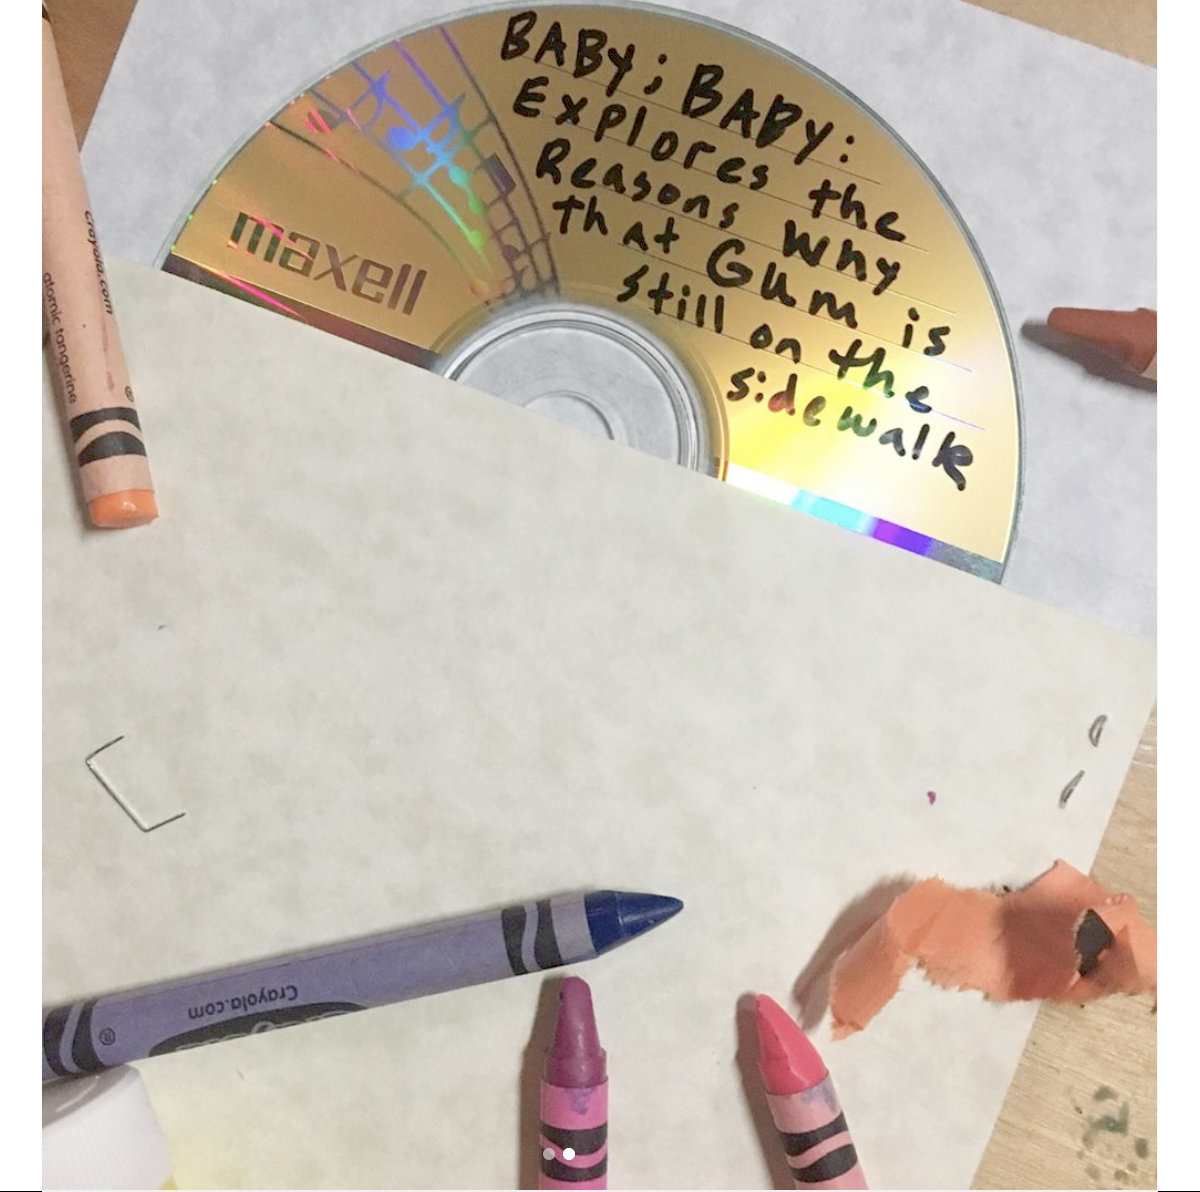 BABY; BABY:
Explores the
Reasons Why
that Gum is
still on the
sidewalk
maxell
crayola.com
atomic tangerine
®
Crayola.com
®